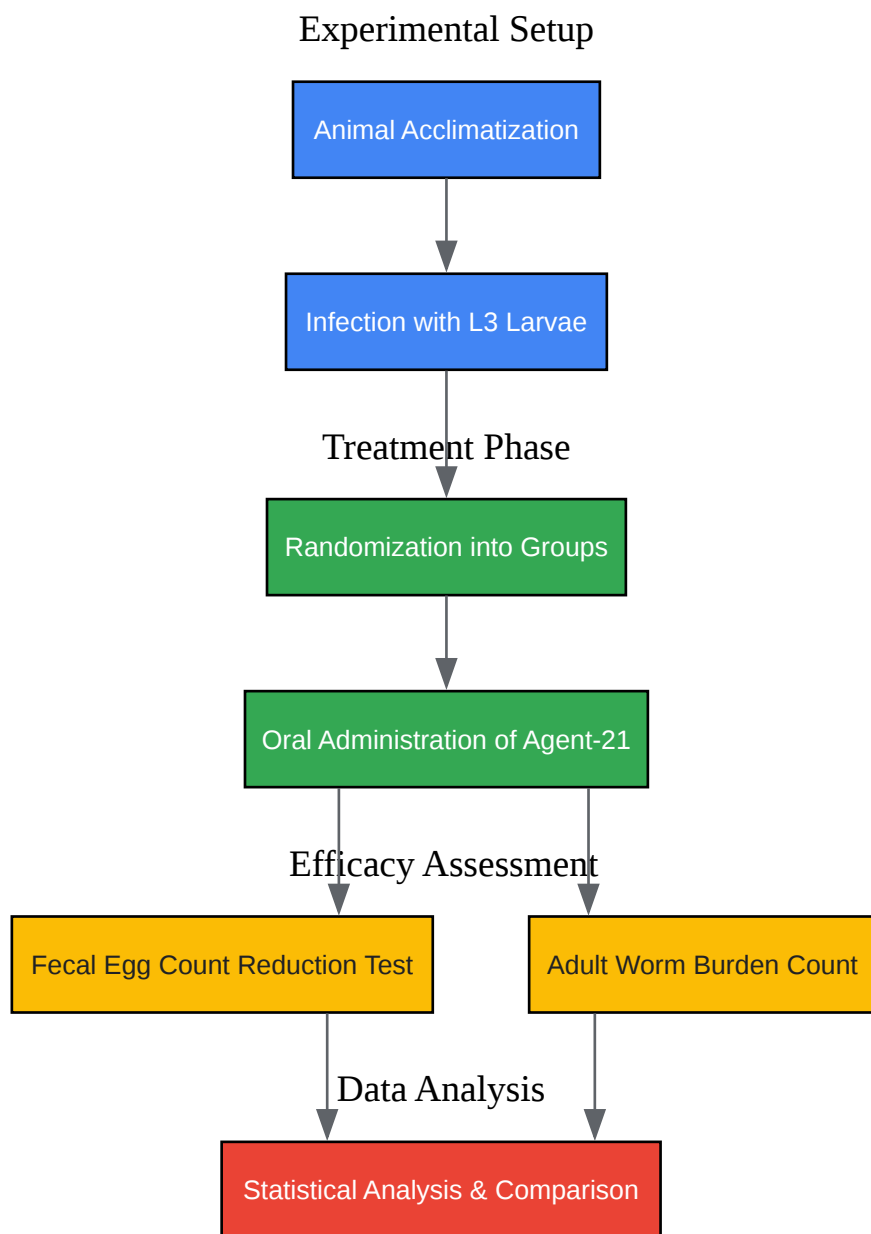 Experimental Setup
Animal Acclimatization
Infection with L3 Larvae
Treatment Phase
Randomization into Groups
Oral Administration of Agent-21
Efficacy Assessment
Fecal Egg Count Reduction Test
Adult Worm Burden Count
Data Analysis
Statistical Analysis & Comparison